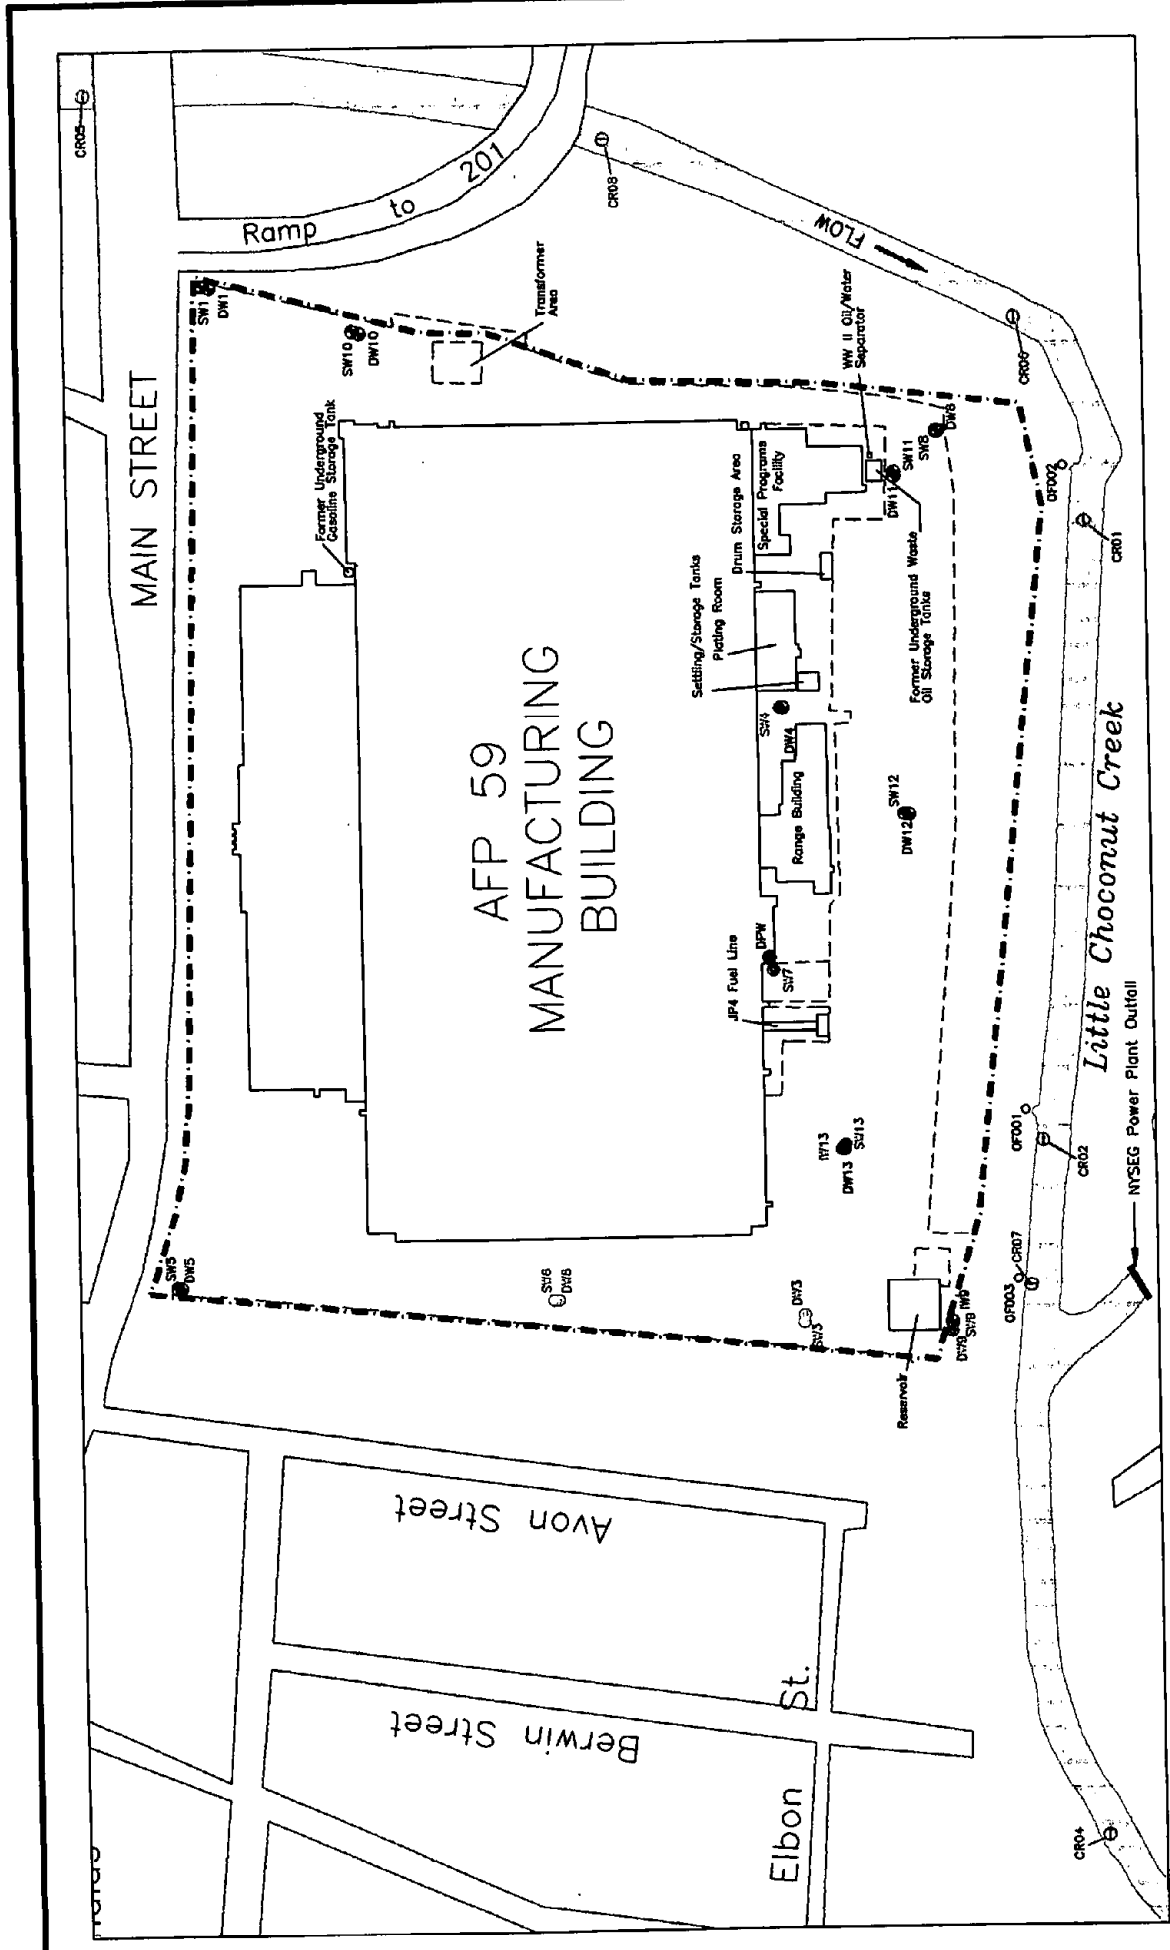 CR05
MAIN STREET
Ramp
to
201
CR08
FLOW
CR06
SW1
DW1
SW10
DW10
Transformer
Area
WW II Oil/Water
Separator
Former Underground
Gasoline Storage Tank
AFP 59
MANUFACTURING
BUILDING
Drum Storage Area
Special Programs
Facility
SW11
DW11
SW8
DW8
OF002
CR01
Settling/Storage Tanks
Plating Room
Former Underground Waste
Oil Storage Tanks
SW4
DW4
Range Building
SW12
DW12
DPW
SW7
JP4 Fuel Line
Little Choconut Creek
NYSEG Power Plant Outfall
OF001
CR02
IW13
SW13
DW13
SW5
DW5
SW6
DW6
DW3
SW3
Reservoir
IW9
SW9
DW9
OF003
CR07
Avon Street
Berwin Street
Elbon St.
CR04